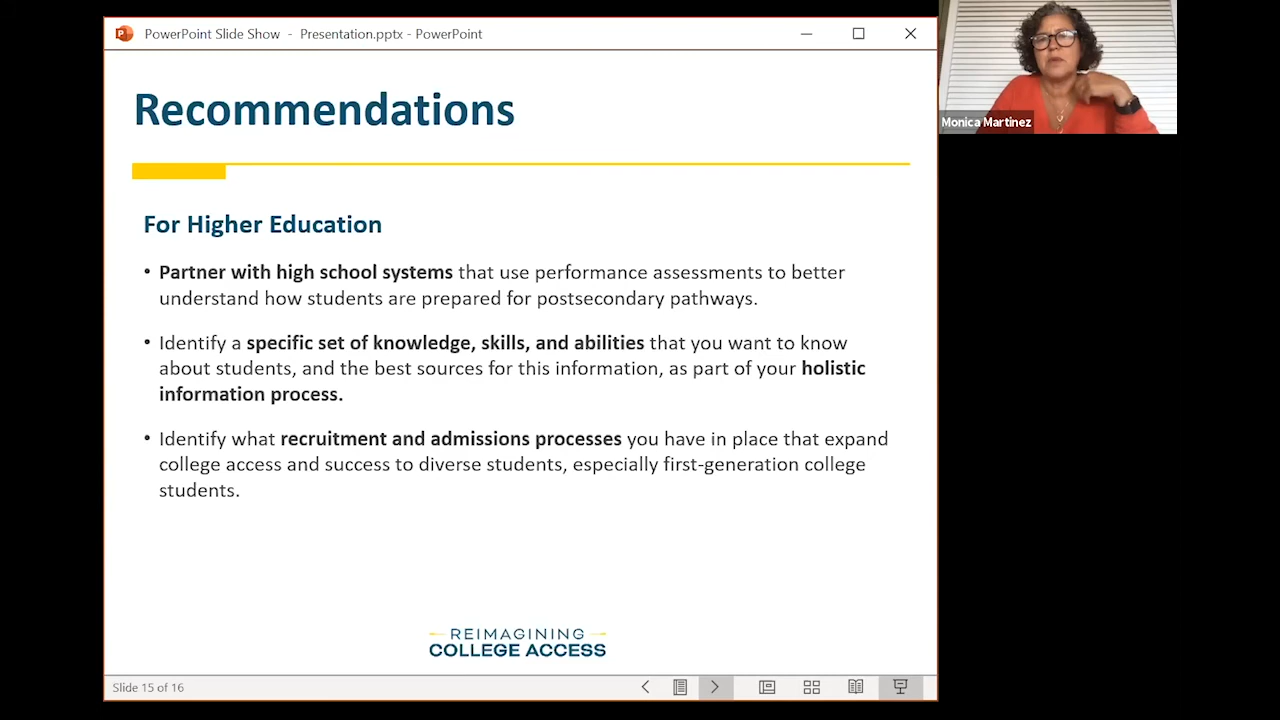 PowerPoint Slide Show - Presentation.pptx - PowerPoint
Monica Martinez
Recommendations
For Higher Education
• Partner with high school systems that use performance assessments to better
understand how students are prepared for postsecondary pathways.
• Identify a specific set of knowledge, skills, and abilities that you want to know
about students, and the best sources for this information, as part of your holistic
information process.
• Identify what recruitment and admissions processes you have in place that expand
college access and success to diverse students, especially first-generation college
students.
REIMAGINING
COLLEGE ACCESS
Slide 15 of 16